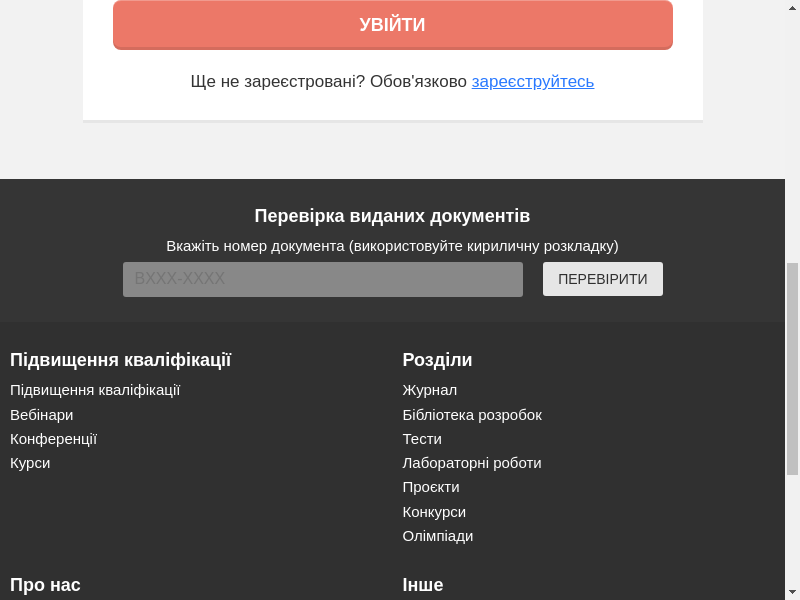 УВІЙТИ
Ще не зареєстровані? Обов'язково зареєструйтесь
Перевірка виданих документів
Вкажіть номер документа (використовуйте кириличну розкладку)
ВХХХ-ХХХХ
ПЕРЕВІРИТИ
Підвищення кваліфікації
Підвищення кваліфікації
Вебінари
Конференції
Курси
Розділи
Журнал
Бібліотека розробок
Тести
Лабораторні роботи
Проєкти
Конкурси
Олімпіади
Про нас
Інше